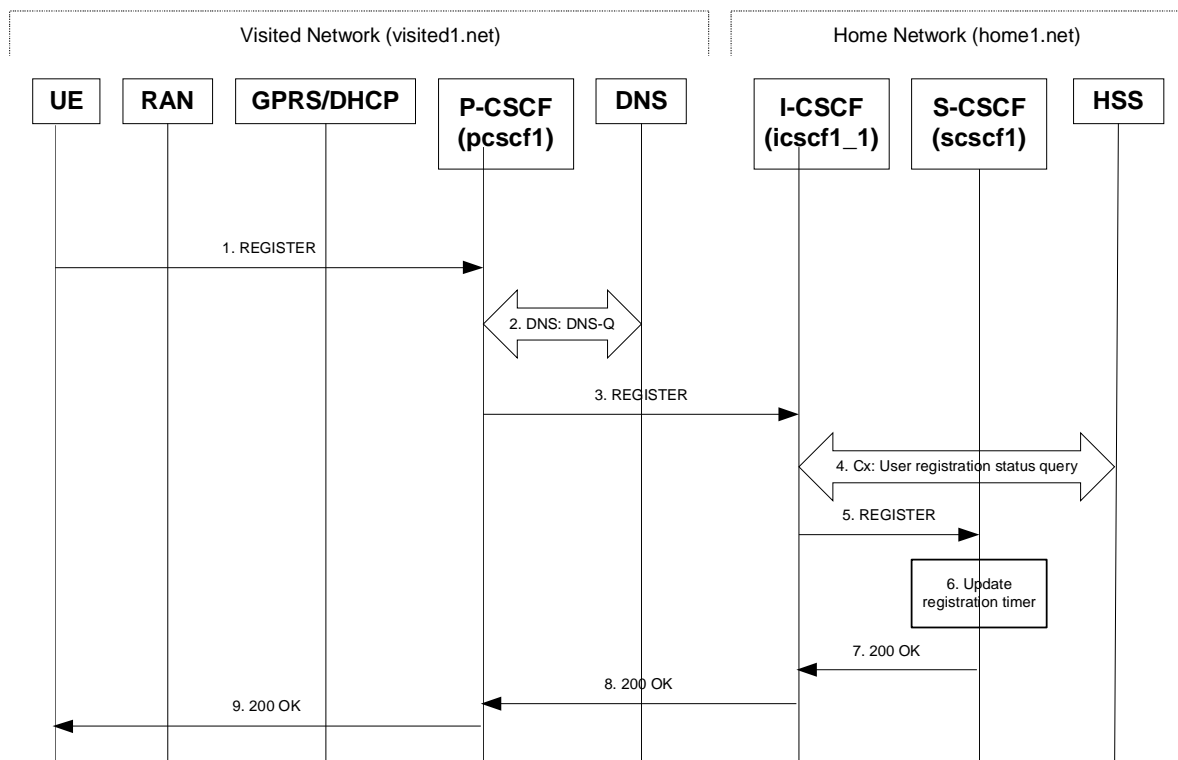 Visited Network (visited1.net)
Home Network (home1.net)
UE
RAN
GPRS/DHCP
P-CSCF
(pcscf1)
DNS
I-CSCF
(icscf1_1)
S-CSCF
(scscf1)
HSS
1. REGISTER
2. DNS: DNS-Q
3. REGISTER
4. Cx: User registration status query
5. REGISTER
6. Update
registration timer
7. 200 OK
8. 200 OK
9. 200 OK